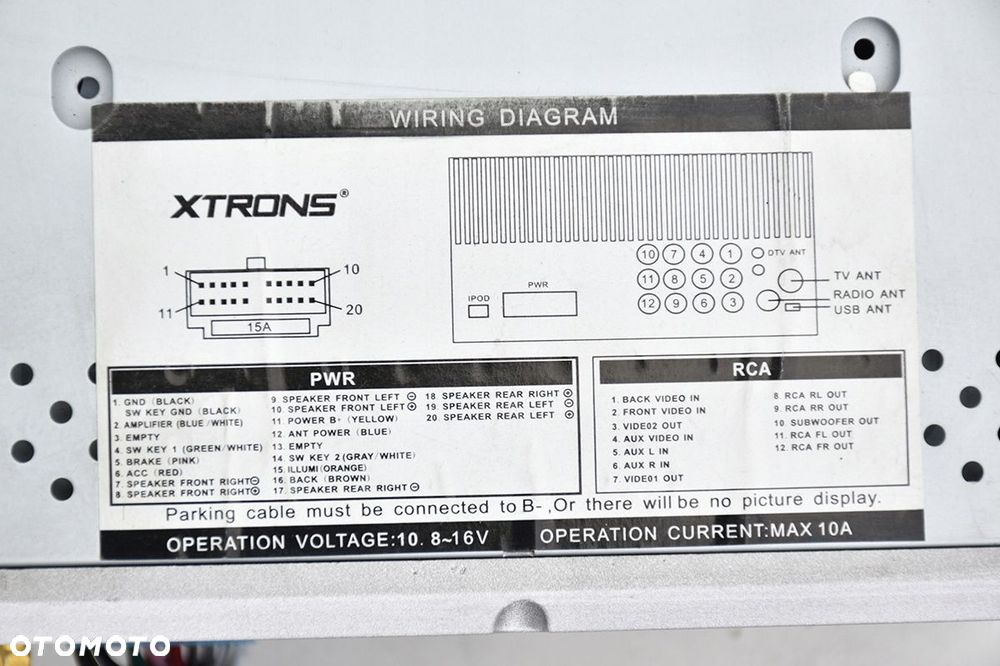 WIRING DIAGRAM
XTRONS®
1 10
11 20
15A
10 7 4 1 DTV ANT
11 8 5 2 TV ANT
12 9 6 3 RADIO ANT
USB ANT
IPOD PWR
PWR
1. GND (BLACK)
SW KEY GND (BLACK)
2. AMPLIFIER (BLUE/WHITE)
3. EMPTY
4. SW KEY 1 (GREEN/WHITE)
5. BRAKE (PINK)
6. ACC (RED)
7. SPEAKER FRONT RIGHT⊖
8. SPEAKER FRONT RIGHT⊕
9. SPEAKER FRONT LEFT ⊖
10. SPEAKER FRONT LEFT⊕
11. POWER B+ (YELLOW)
12. ANT POWER (BLUE)
13. EMPTY
14. SW KEY 2 (GRAY/WHITE)
15. ILLUMI (ORANGE)
16. BACK (BROWN)
17. SPEAKER REAR RIGHT⊖
18 SPEAKER REAR RIGHT⊕
19. SPEAKER REAR LEFT ⊖
20 SPEAKER REAR LEFT ⊕
RCA
1. BACK VIDEO IN
2. FRONT VIDEO IN
3. VIDEO2 OUT
4. AUX VIDEO IN
5. AUX L IN
6. AUX R IN
7. VIDEO1 OUT
8. RCA RL OUT
9. RCA RR OUT
10 SUBWOOFER OUT
11. RCA FL OUT
12. RCA FR OUT
Parking cable must be connected to B- ,Or there will be no picture display.
OPERATION VOLTAGE:10. 8~16V OPERATION CURRENT:MAX 10A
OTOMOTO